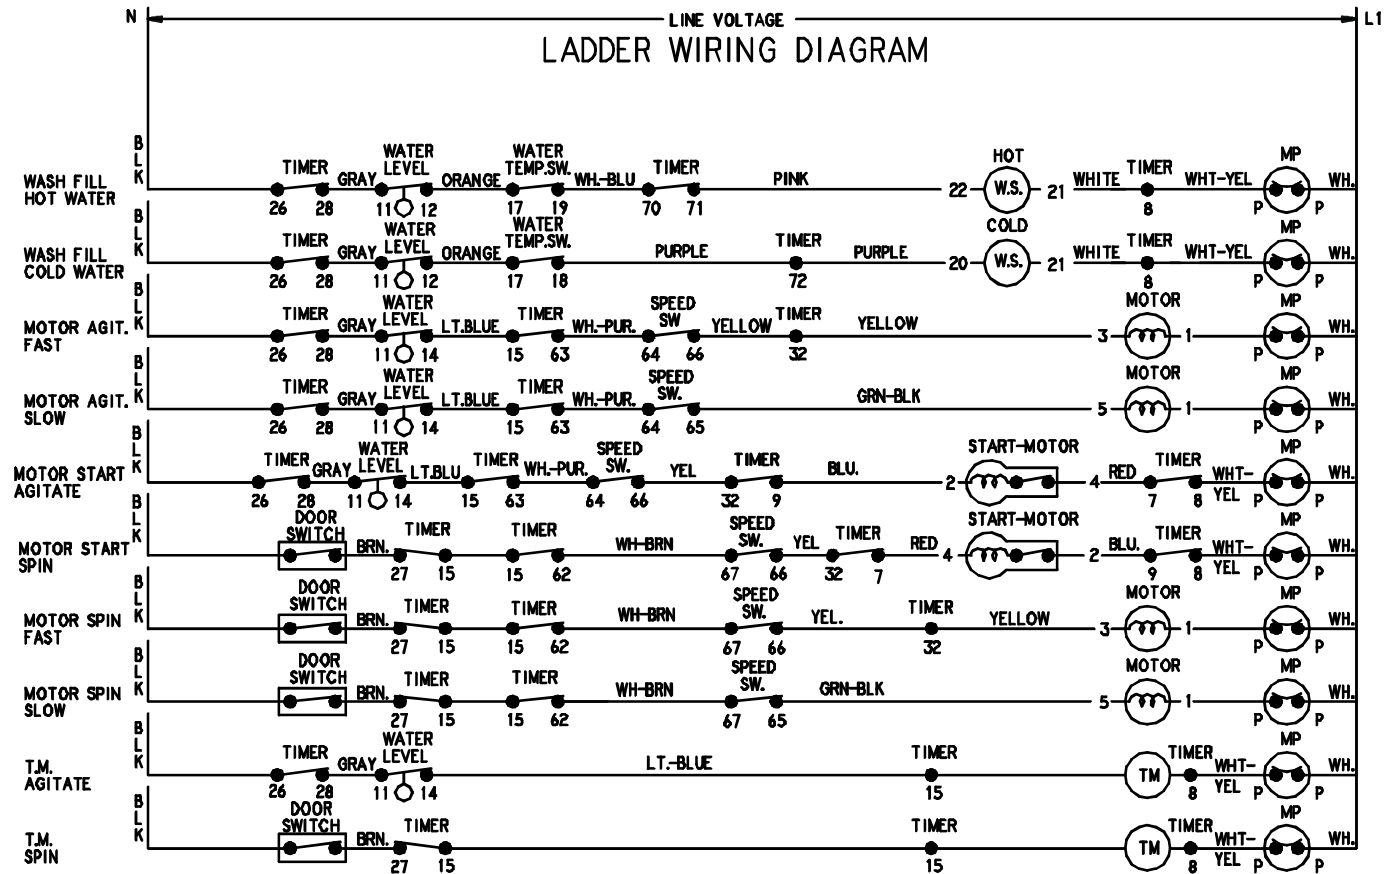 N LINE VOLTAGE L1
LADDER WIRING DIAGRAM
BLK
WASH FILL
HOT WATER
TIMER 26 28 GRAY WATER LEVEL 11 12 ORANGE WATER TEMP.SW. 17 19 WH.-BLU TIMER 70 71 PINK 22 HOT W.S. 21 WHITE TIMER 8 WHT-YEL MP P P WH.
BLK
WASH FILL
COLD WATER
TIMER 26 28 GRAY WATER LEVEL 11 12 ORANGE WATER TEMP.SW. 17 18 PURPLE TIMER 72 PURPLE 20 COLD W.S. 21 WHITE TIMER 8 WHT-YEL MP P P WH.
BLK
MOTOR AGIT.
FAST
TIMER 26 28 GRAY WATER LEVEL 11 14 LT.BLUE TIMER 15 63 WH.-PUR. SPEED SW 64 66 YELLOW TIMER 32 YELLOW 3 MOTOR 1 MP P P WH.
BLK
MOTOR AGIT.
SLOW
TIMER 26 28 GRAY WATER LEVEL 11 14 LT.BLUE TIMER 15 63 WH.-PUR. SPEED SW. 64 65 GRN-BLK 5 MOTOR 1 MP P P WH.
BLK
MOTOR START
AGITATE
TIMER 26 28 GRAY WATER LEVEL 11 14 LT.BLU TIMER 15 63 WH.-PUR. SPEED SW. 64 66 YEL TIMER 32 9 BLU. 2 START-MOTOR 4 RED TIMER 7 8 WHT-YEL MP P P WH.
BLK
MOTOR START
SPIN
DOOR SWITCH BRN. TIMER 27 15 TIMER 15 62 WH-BRN SPEED SW. 67 66 YEL TIMER 32 7 RED 4 START-MOTOR 2 BLU. TIMER 9 8 WHT-YEL MP P P WH.
BLK
MOTOR SPIN
FAST
DOOR SWITCH BRN. TIMER 27 15 TIMER 15 62 WH-BRN SPEED SW. 67 66 YEL. TIMER 32 YELLOW 3 MOTOR 1 MP P P WH.
BLK
MOTOR SPIN
SLOW
DOOR SWITCH BRN. TIMER 27 15 TIMER 15 62 WH-BRN SPEED SW. 67 65 GRN-BLK 5 MOTOR 1 MP P P WH.
BLK
T.M.
AGITATE
TIMER 26 28 GRAY WATER LEVEL 11 14 LT.-BLUE TIMER 15 TM TIMER 8 WHT-YEL MP P P WH.
BLK
T.M.
SPIN
DOOR SWITCH BRN. TIMER 27 15 TIMER 15 TM TIMER 8 WHT-YEL MP P P WH.